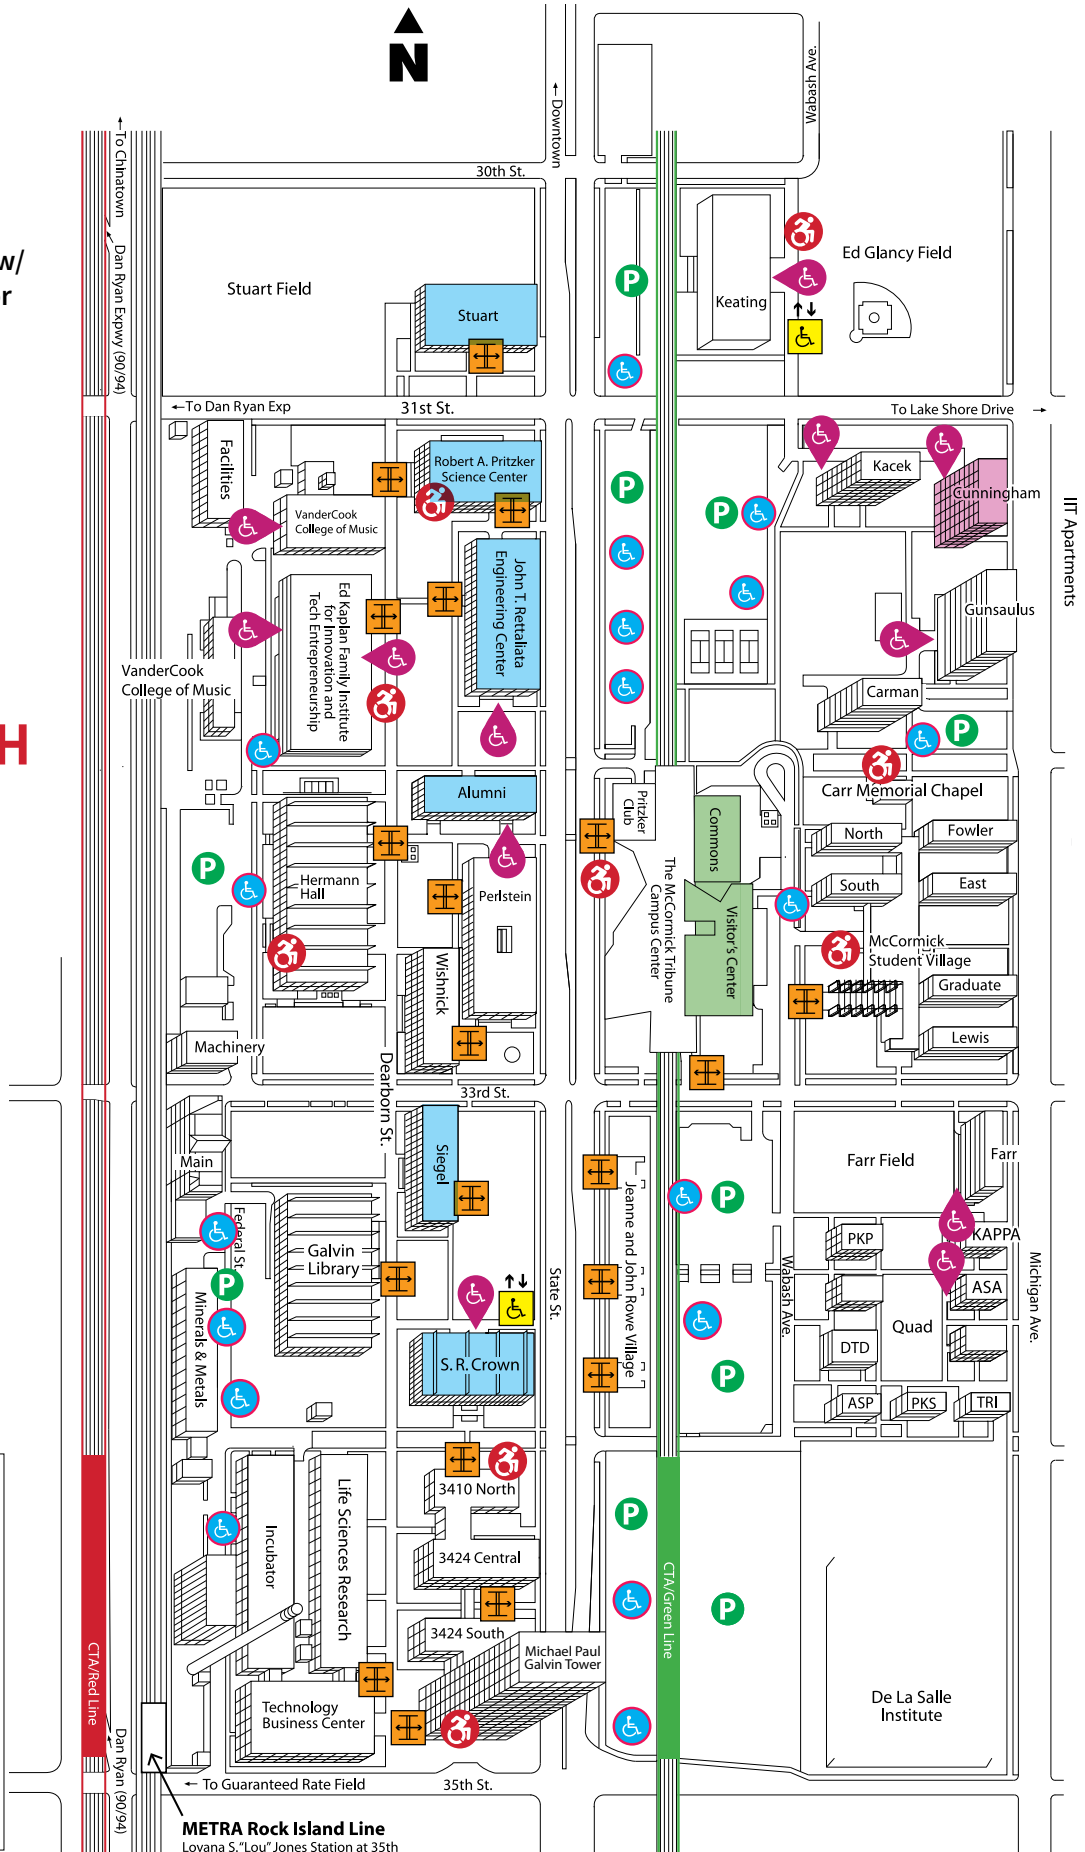 N
Wabash Ave.
← Downtown
30th St.
←To Chinatown
Dan Ryan Expwy (90/94)
w/
r
Stuart Field
Ed Glancy Field
P
Keating
Stuart
←To Dan Ryan Exp
31st St.
To Lake Shore Drive →
Facilities
Robert A. Pritzker
Science Center
Kacek
Cunningham
IIT Apartments
VanderCook
College of Music
P
P
John T. Rettaliata
Engineering Center
Ed Kaplan Family Institute
for Innovation and
Tech Entrepreneurship
Gunsaulus
VanderCook
College of Music
Carman
P
H
Alumni
Pritzker
Club
Commons
Carr Memorial Chapel
North
Fowler
P
Hermann
Hall
Perlstein
The McCormick Tribune
Campus Center
Visitor's Center
South
East
McCormick
Student Village
Wishnick
Graduate
Machinery
Lewis
Dearborn St.
33rd St.
Main
Siegel
Farr Field
Farr
Jeanne and John Rowe Village
P
Federal St.
Galvin
Library
PKP
KAPPA
P
State St.
Wabash Ave.
Michigan Ave.
ASA
Minerals & Metals
Quad
S. R. Crown
DTD
P
ASP
PKS
TRI
3410 North
Life Sciences Research
Incubator
P
3424 Central
CTA/Green Line
P
3424 South
Michael Paul
Galvin Tower
CTA/Red Line
Technology
Business Center
De La Salle
Institute
Dan Ryan (90/94)
← To Guaranteed Rate Field
35th St.
METRA Rock Island Line
Lovana S. "Lou" Jones Station at 35th